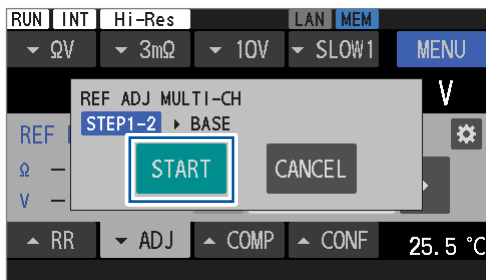 RUN INT Hi-Res LAN MEM
ΩV 3mΩ 10V SLOW1 MENU
V
REF ADJ MULTI-CH
STEP1-2 ▸ BASE
REF
START CANCEL
Ω –
V –
RR ADJ COMP CONF 25.5 °C